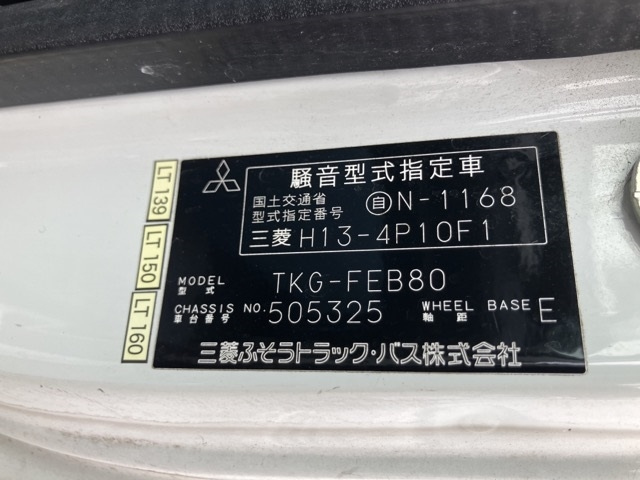 騒音型式指定車
国土交通省
型式指定番号 自N-1168
三菱 H13-4P10F1
MODEL
型式 TKG-FEB80
CHASSIS NO. 505325 WHEEL BASE E
車台番号 軸距
三菱ふそうトラック・バス株式会社
LT 139
LT 150
LT 160